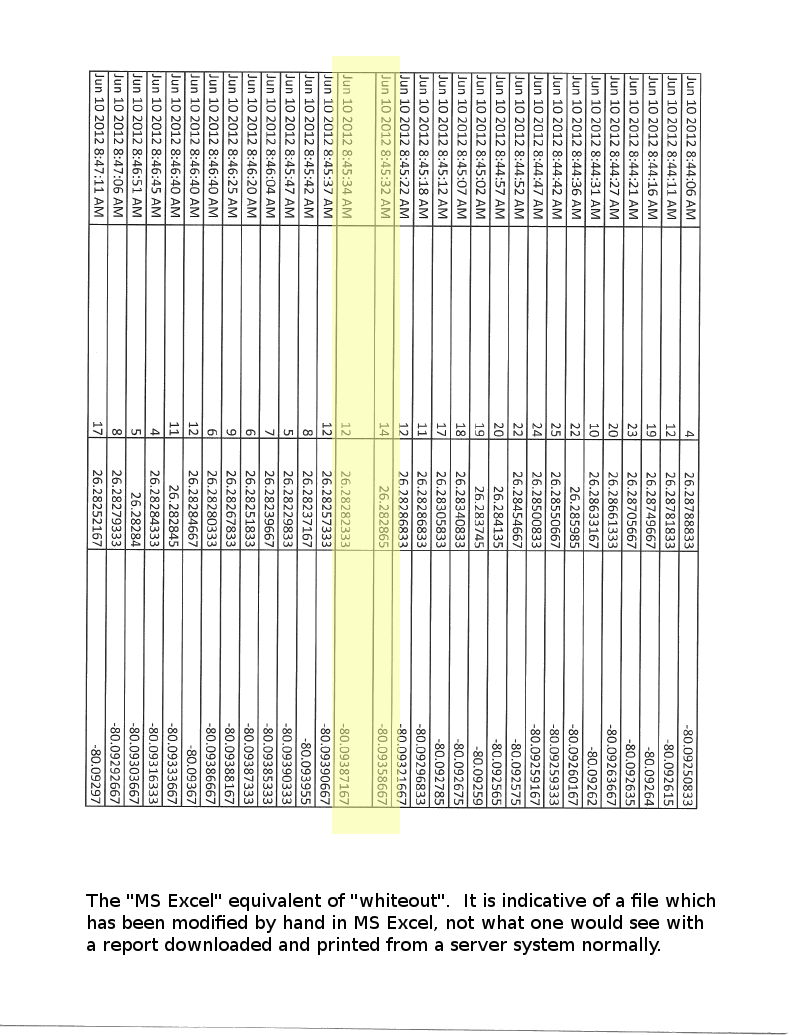 Jun 10 2012 8:44:06 AM 4 26.28788833 -80.09250833
Jun 10 2012 8:44:11 AM 12 26.28781833 -80.092615
Jun 10 2012 8:44:16 AM 19 26.28749667 -80.09264
Jun 10 2012 8:44:21 AM 23 26.28705667 -80.092635
Jun 10 2012 8:44:27 AM 20 26.28661333 -80.09263667
Jun 10 2012 8:44:31 AM 10 26.28633167 -80.09262
Jun 10 2012 8:44:36 AM 22 26.285985 -80.09260167
Jun 10 2012 8:44:42 AM 25 26.28550667 -80.09259333
Jun 10 2012 8:44:47 AM 24 26.28500833 -80.09259167
Jun 10 2012 8:44:52 AM 22 26.28454667 -80.092575
Jun 10 2012 8:44:57 AM 20 26.284135 -80.092565
Jun 10 2012 8:45:02 AM 19 26.283745 -80.09259
Jun 10 2012 8:45:07 AM 18 26.28340833 -80.092675
Jun 10 2012 8:45:12 AM 17 26.28305833 -80.092785
Jun 10 2012 8:45:18 AM 11 26.28286833 -80.09296833
Jun 10 2012 8:45:22 AM 12 26.28286833 -80.09321667
Jun 10 2012 8:45:32 AM 14 26.282865 -80.09358667
Jun 10 2012 8:45:34 AM 12 26.28282333 -80.09387167
Jun 10 2012 8:45:37 AM 12 26.28257333 -80.09390667
Jun 10 2012 8:45:42 AM 8 26.28237167 -80.093955
Jun 10 2012 8:45:47 AM 5 26.28229833 -80.09390333
Jun 10 2012 8:46:04 AM 7 26.28239667 -80.09385333
Jun 10 2012 8:46:20 AM 6 26.28251833 -80.09387333
Jun 10 2012 8:46:25 AM 9 26.28267833 -80.09388167
Jun 10 2012 8:46:40 AM 6 26.28280333 -80.09386667
Jun 10 2012 8:46:40 AM 12 26.28284667 -80.09367
Jun 10 2012 8:46:40 AM 11 26.282845 -80.09333667
Jun 10 2012 8:46:45 AM 4 26.28284333 -80.09316333
Jun 10 2012 8:46:51 AM 5 26.28284 -80.09303667
Jun 10 2012 8:47:06 AM 8 26.28279333 -80.09292667
Jun 10 2012 8:47:11 AM 17 26.28252167 -80.09297
The "MS Excel" equivalent of "whiteout". It is indicative of a file which
has been modified by hand in MS Excel, not what one would see with
a report downloaded and printed from a server system normally.